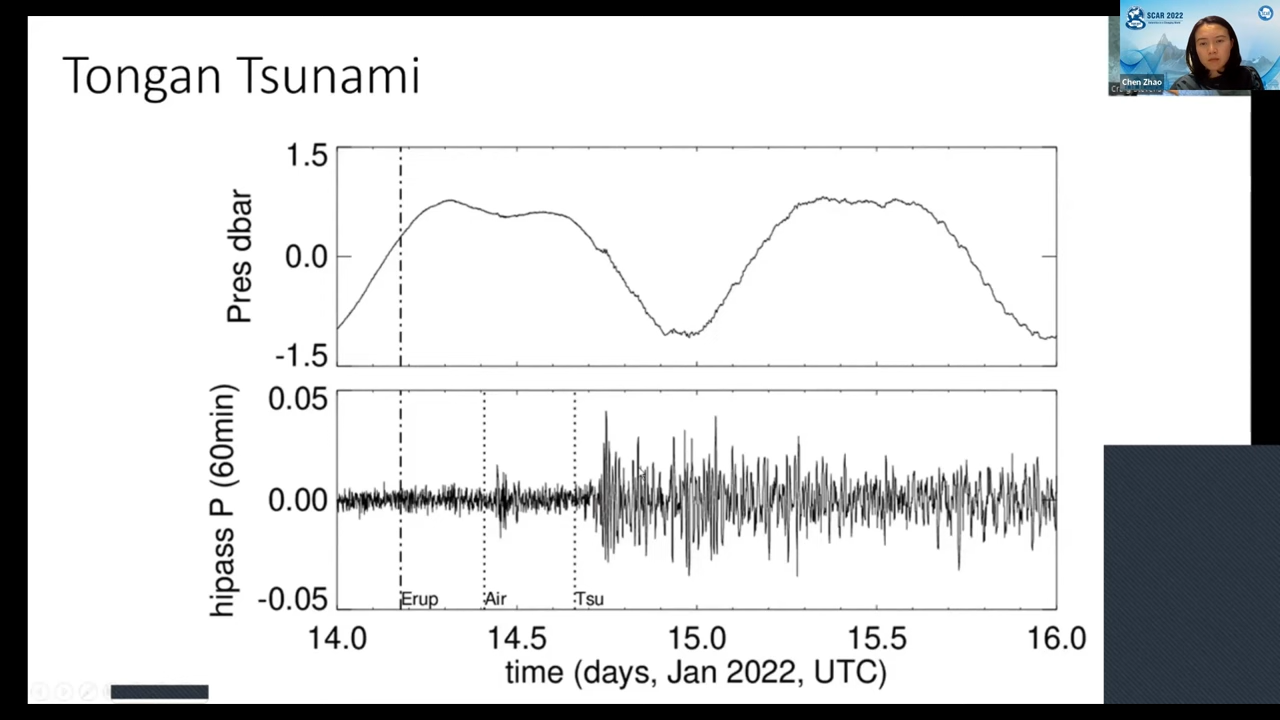 SCAR 2022
Chen Zhao
Tongan Tsunami
1.5
0.0
-1.5
Pres dbar
0.05
0.00
-0.05
hipass P (60min)
Erup
Air
Tsu
14.0 14.5 15.0 15.5 16.0
time (days, Jan 2022, UTC)